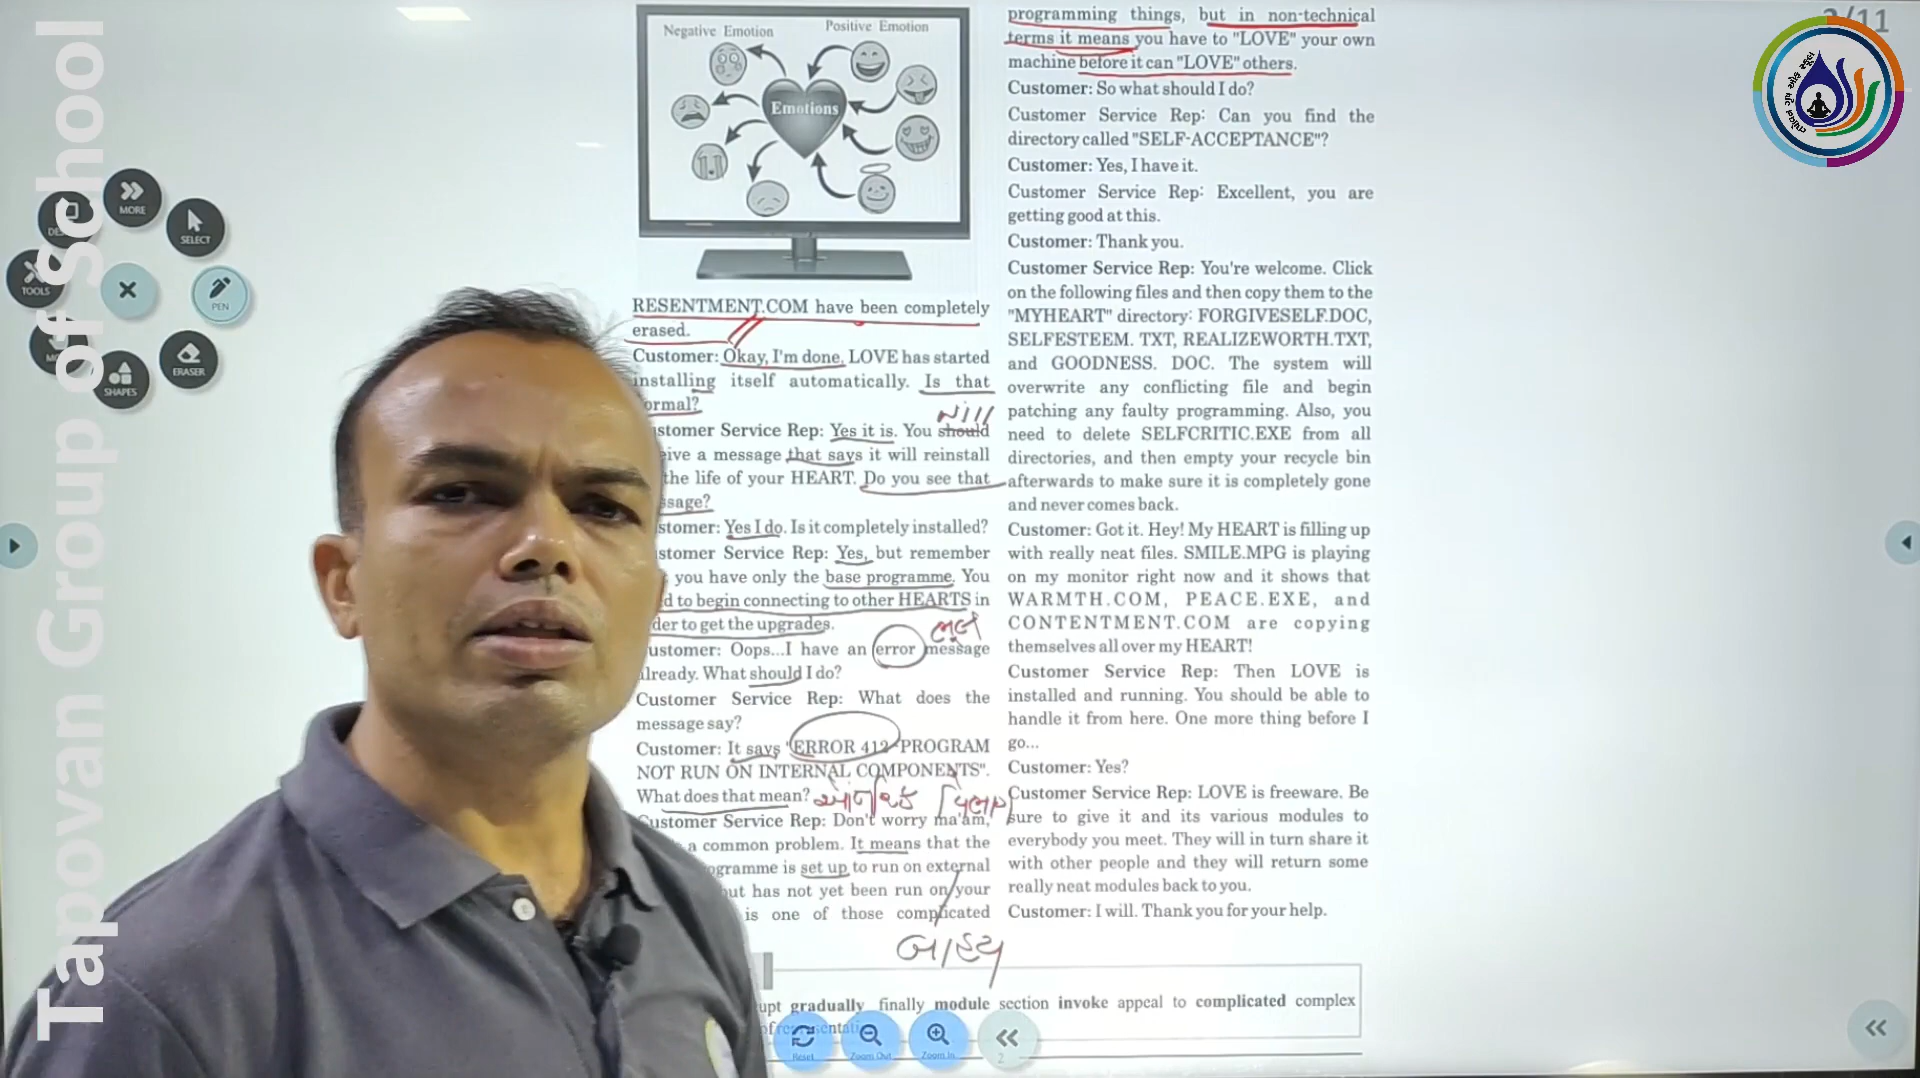 Tapovan Group of School
MORE
SELECT
TOOLS
PEN
ERASER
SHAPES
Negative Emotion
Positive Emotion
Emotions
RESENTMENT.COM have been completely
erased.
Customer: Okay, I'm done. LOVE has started
installing itself automatically. Is that
ormal?
will
stomer Service Rep: Yes it is. You should
eive a message that says it will reinstall
the life of your HEART. Do you see that
ssage?
stomer: Yes I do. Is it completely installed?
stomer Service Rep: Yes, but remember
you have only the base programme. You
d to begin connecting to other HEARTS in
der to get the upgrades.
ustomer: Oops...I have an error message
lready. What should I do?
Customer Service Rep: What does the
message say?
Customer: It says "ERROR 412-PROGRAM
NOT RUN ON INTERNAL COMPONENTS".
What does that mean?
Customer Service Rep: Don't worry ma'am,
a common problem. It means that the
ogramme is set up to run on external
but has not yet been run on your
is one of those complicated
બાહ્ય
programming things, but in non-technical
terms it means you have to "LOVE" your own
machine before it can "LOVE" others.
Customer: So what should I do?
Customer Service Rep: Can you find the
directory called "SELF-ACCEPTANCE"?
Customer: Yes, I have it.
Customer Service Rep: Excellent, you are
getting good at this.
Customer: Thank you.
Customer Service Rep: You're welcome. Click
on the following files and then copy them to the
"MYHEART" directory: FORGIVESELF.DOC,
SELFESTEEM. TXT, REALIZEWORTH.TXT,
and GOODNESS. DOC. The system will
overwrite any conflicting file and begin
patching any faulty programming. Also, you
need to delete SELFCRITIC.EXE from all
directories, and then empty your recycle bin
afterwards to make sure it is completely gone
and never comes back.
Customer: Got it. Hey! My HEART is filling up
with really neat files. SMILE.MPG is playing
on my monitor right now and it shows that
WARMTH.COM, PEACE.EXE, and
CONTENTMENT.COM are copying
themselves all over my HEART!
Customer Service Rep: Then LOVE is
installed and running. You should be able to
handle it from here. One more thing before I
go...
Customer: Yes?
Customer Service Rep: LOVE is freeware. Be
sure to give it and its various modules to
everybody you meet. They will in turn share it
with other people and they will return some
really neat modules back to you.
Customer: I will. Thank you for your help.
upt gradually finally module section invoke appeal to complicated complex
Reset
Zoom Out
Zoom In
2
/11